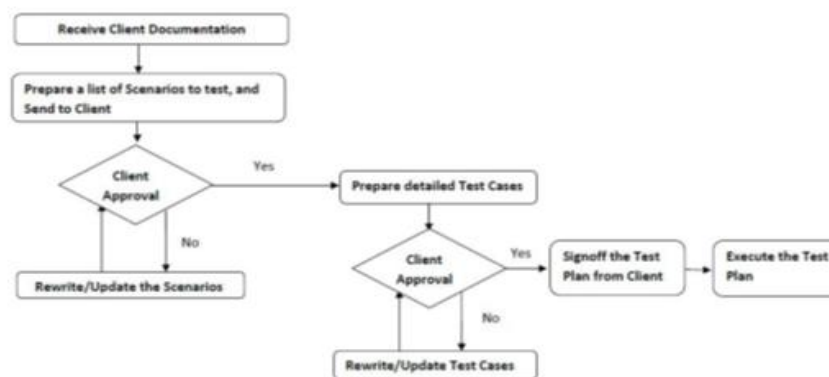 Receive Client Documentation
Prepare a list of Scenarios to test, and
Send to Client
Client
Approval
Yes
No
Rewrite/Update the Scenarios
Prepare detailed Test Cases
Client
Approval
Yes
No
Rewrite/Update Test Cases
Signoff the Test
Plan from Client
Execute the Test
Plan